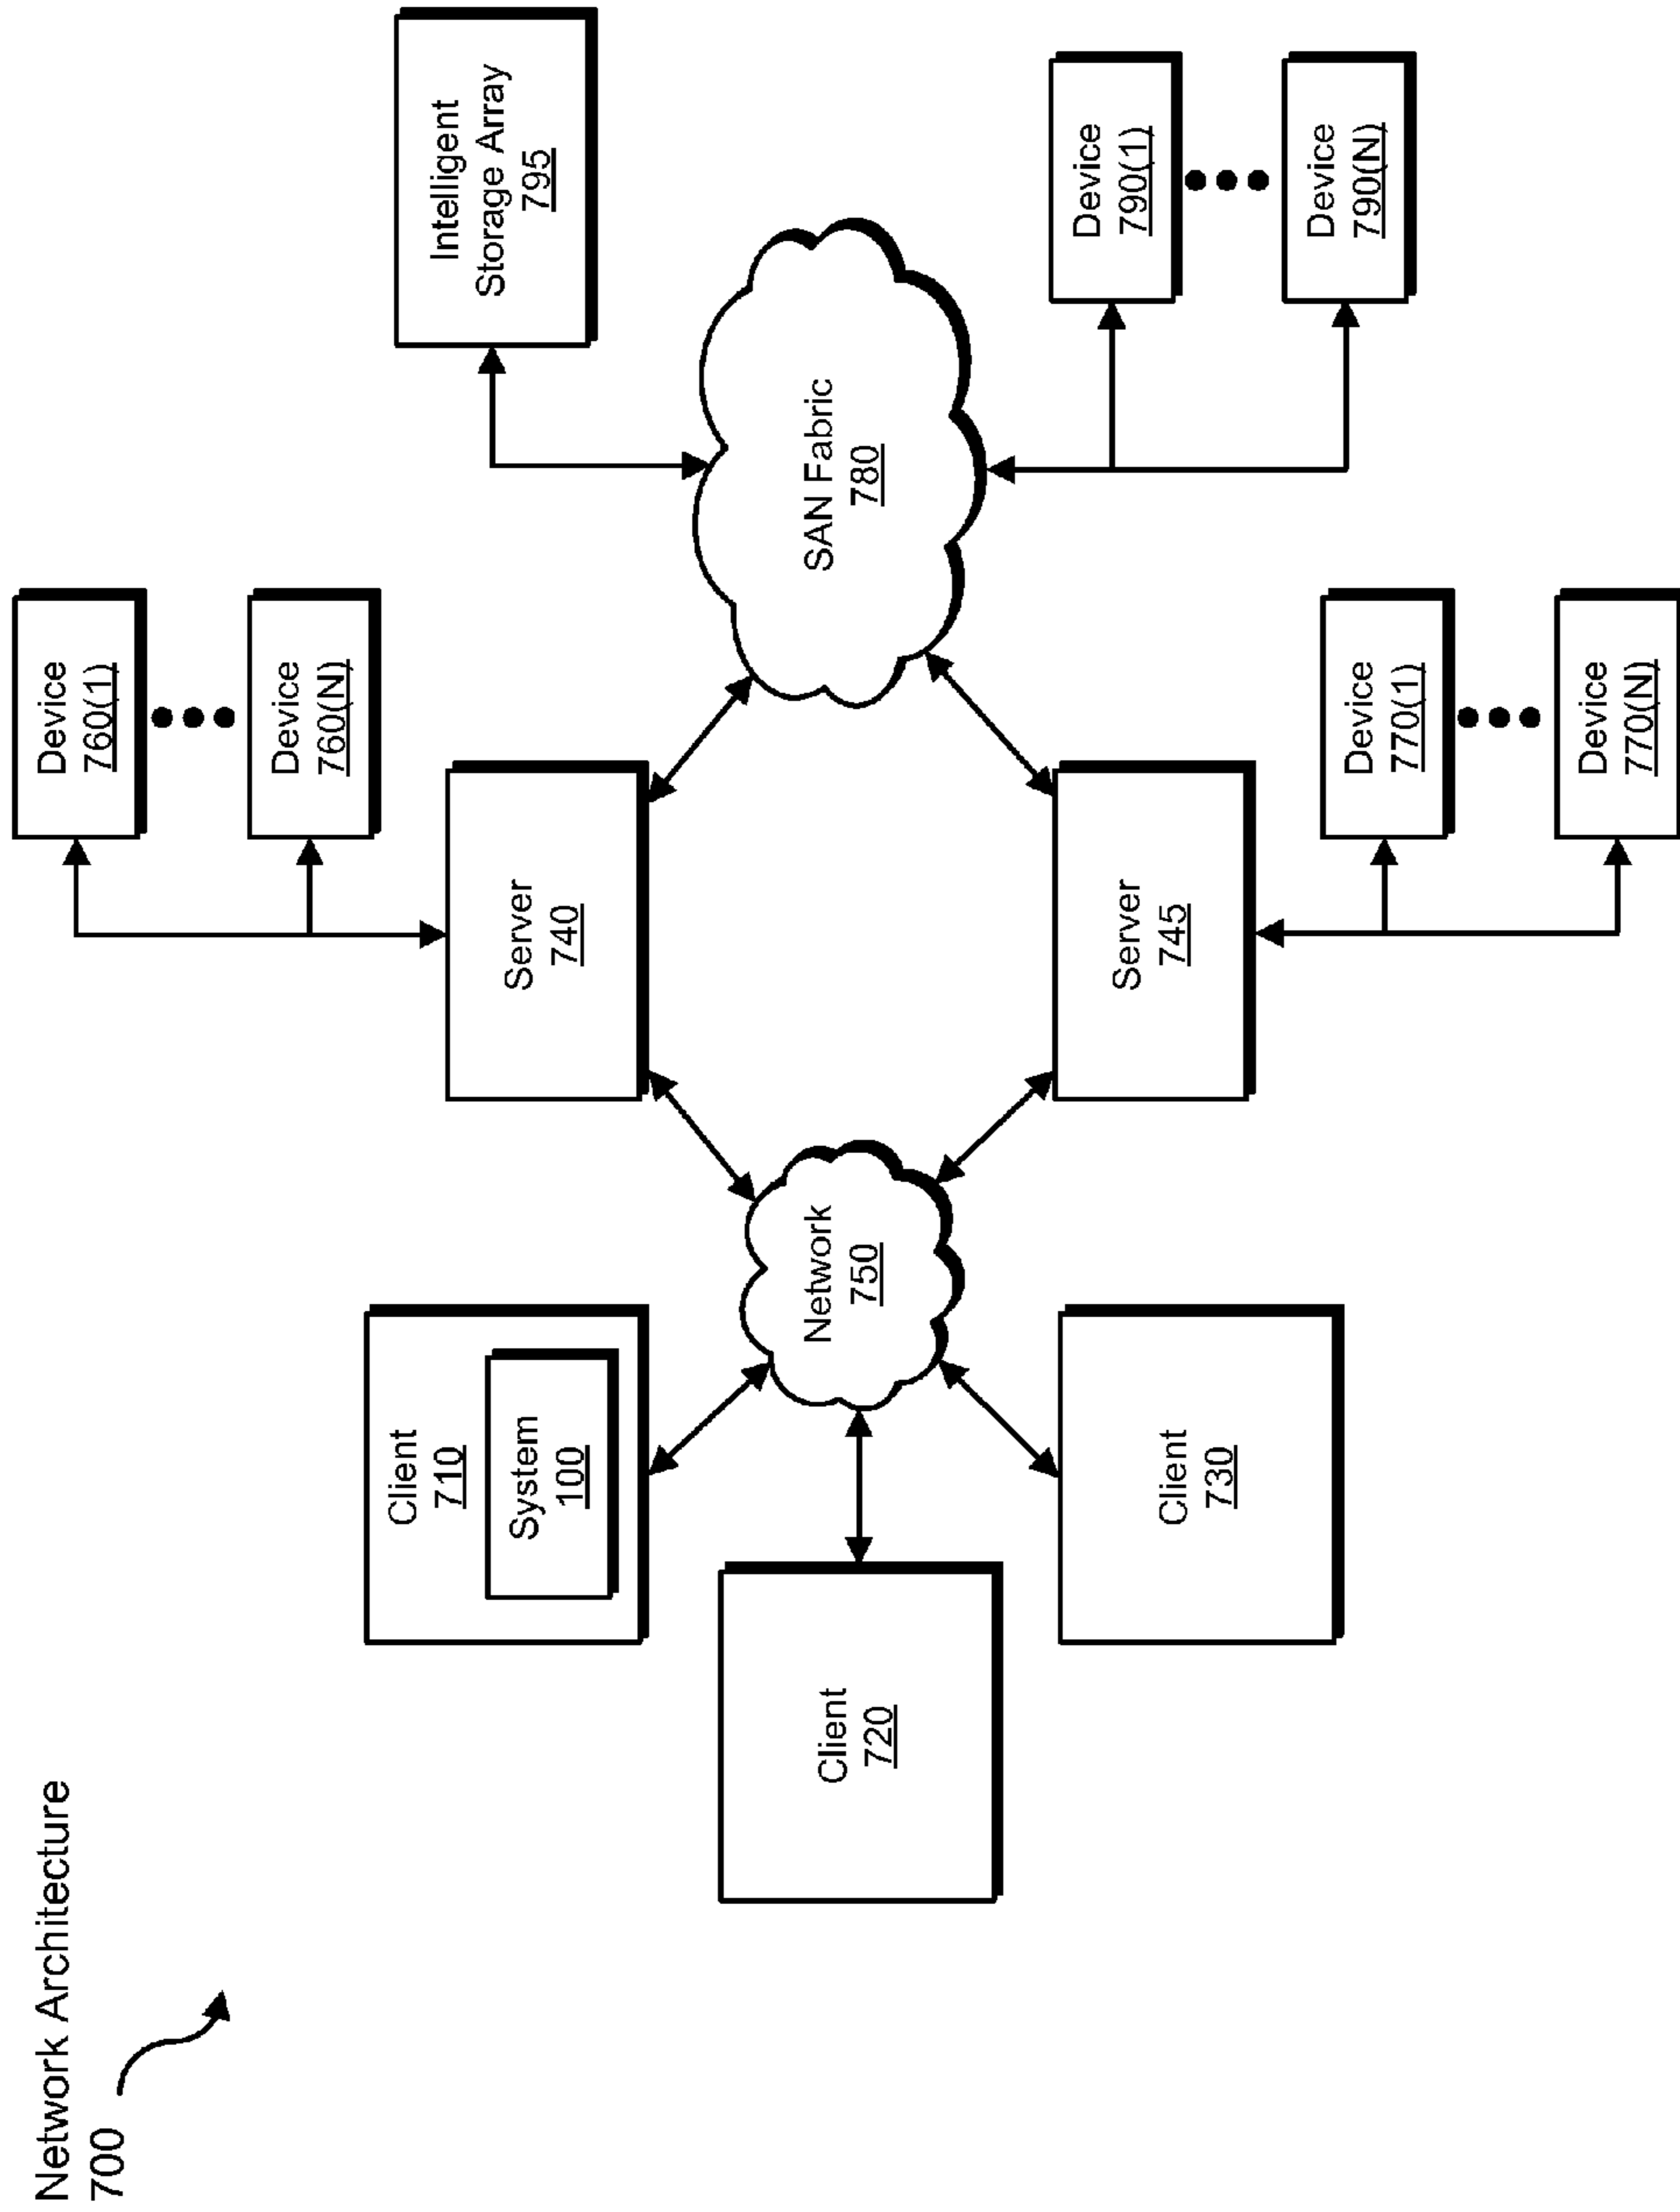 Network Architecture
700
Client
710
System
100
Client
720
Client
730
Network
750
Server
740
Server
745
Device
760(1)
Device
760(N)
Device
770(1)
Device
770(N)
SAN Fabric
780
Intelligent
Storage Array
795
Device
790(1)
Device
790(N)